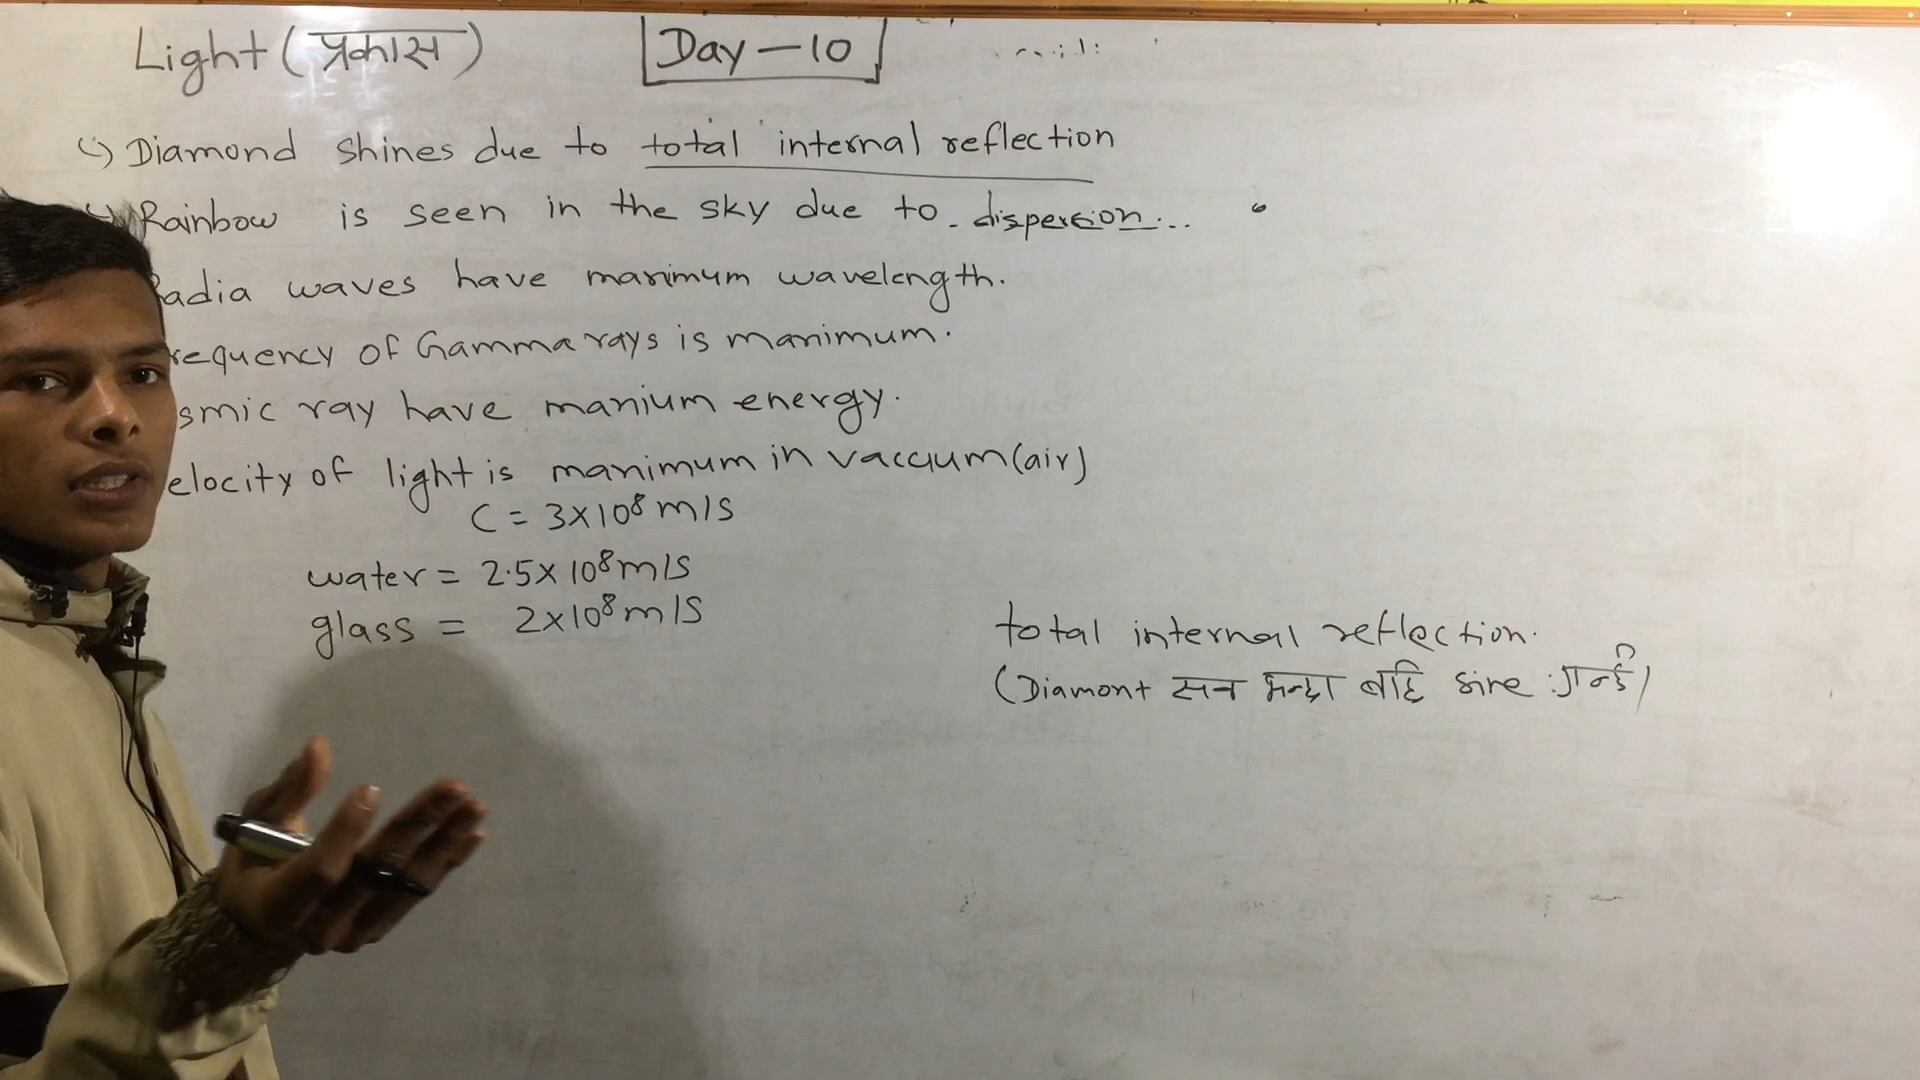 Light (प्रकास)
Day - 10
Diamond shines due to total internal reflection
Rainbow is seen in the sky due to dispersion...
adia waves have manimum wavelength.
requency of Gamma rays is manimum.
smic ray have manium energy.
elocity of light is manimum in vaccum (air)
C = 3×10⁸ m/s
water = 2.5×10⁸ m/s
glass = 2×10⁸ m/s
total internal reflection.
(Diamont सन भन्दा बढि